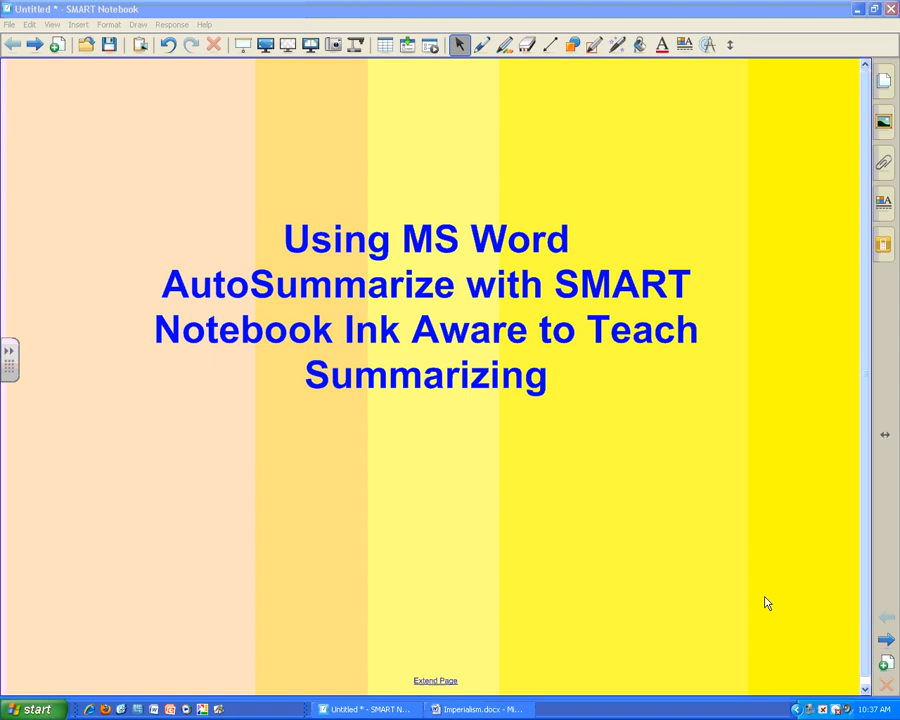 Untitled * - SMART Notebook
File Edit View Insert Format Draw Response Help
Using MS Word
AutoSummarize with SMART
Notebook Ink Aware to Teach
Summarizing
Extend Page
start
Untitled * - SMART N...
Imperialism.docx - Mi...
10:37 AM